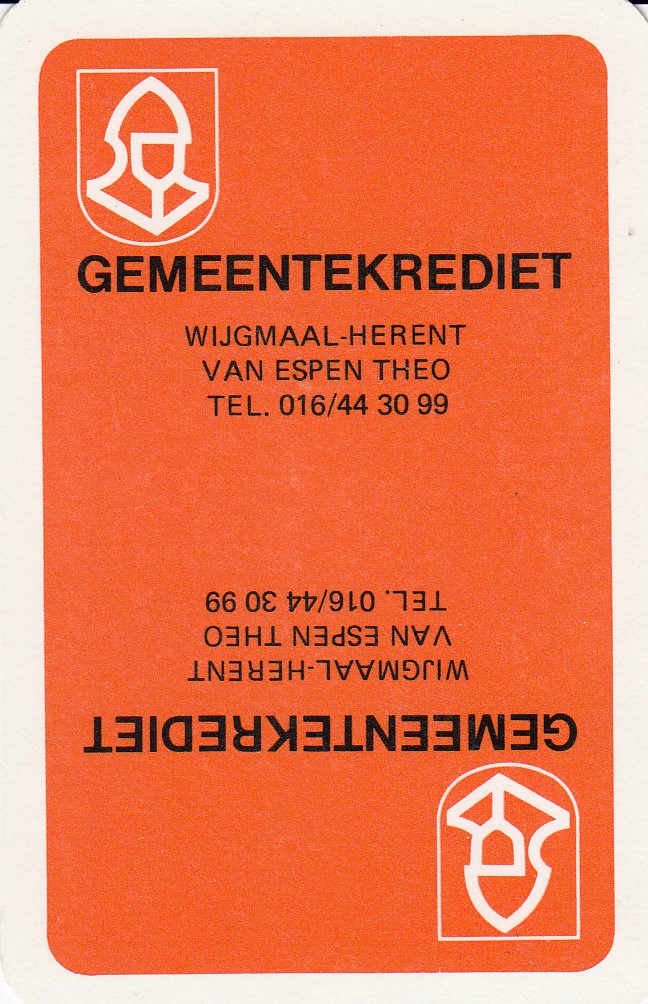 GEMEENTEKREDIET
WIJGMAAL-HERENT
VAN ESPEN THEO
TEL. 016/44 30 99
GEMEENTEKREDIET
WIJGMAAL-HERENT
VAN ESPEN THEO
TEL. 016/44 30 99